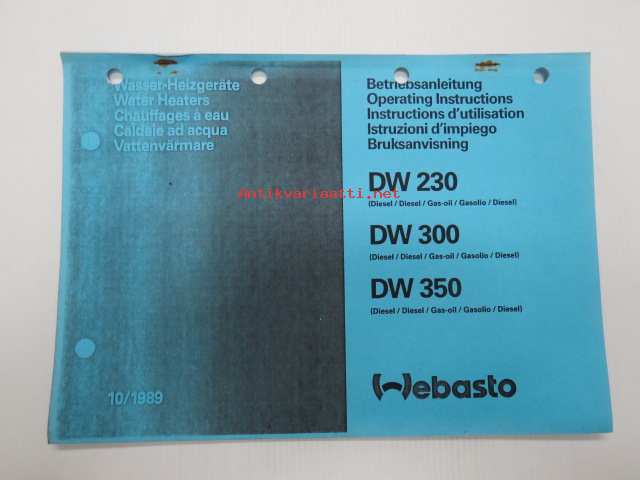 Wasser-Heizgeräte
Water Heaters
Chauffages à eau
Caldaie ad acqua
Vattenvärmare
10/1989
Betriebsanleitung
Operating Instructions
Instructions d'utilisation
Istruzioni d'impiego
Bruksanvisning
DW 230
(Diesel / Diesel / Gas-oil / Gasolio / Diesel)
DW 300
(Diesel / Diesel / Gas-oil / Gasolio / Diesel)
DW 350
(Diesel / Diesel / Gas-oil / Gasolio / Diesel)
Webasto
Antikvariaatti.net